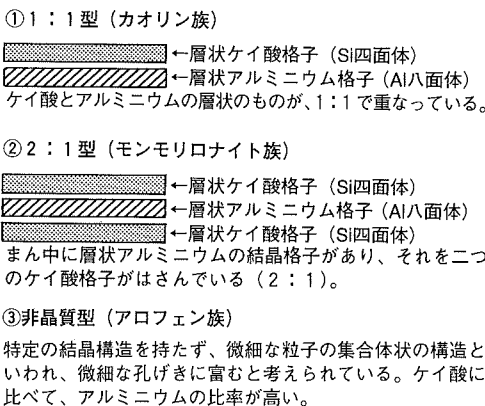 ①1：1型（カオリン族）
←層状ケイ酸格子（Si四面体）
←層状アルミニウム格子（Al八面体）
ケイ酸とアルミニウムの層状のものが、1：1で重なっている。
②2：1型（モンモリロナイト族）
←層状ケイ酸格子（Si四面体）
←層状アルミニウム格子（Al八面体）
←層状ケイ酸格子（Si四面体）
まん中に層状アルミニウムの結晶格子があり、それを二つ
のケイ酸格子がはさんでいる（2：1）。
③非晶質型（アロフェン族）
特定の結晶構造を持たず、微細な粒子の集合体状の構造と
いわれ、微細な孔げきに富むと考えられている。ケイ酸に
比べて、アルミニウムの比率が高い。